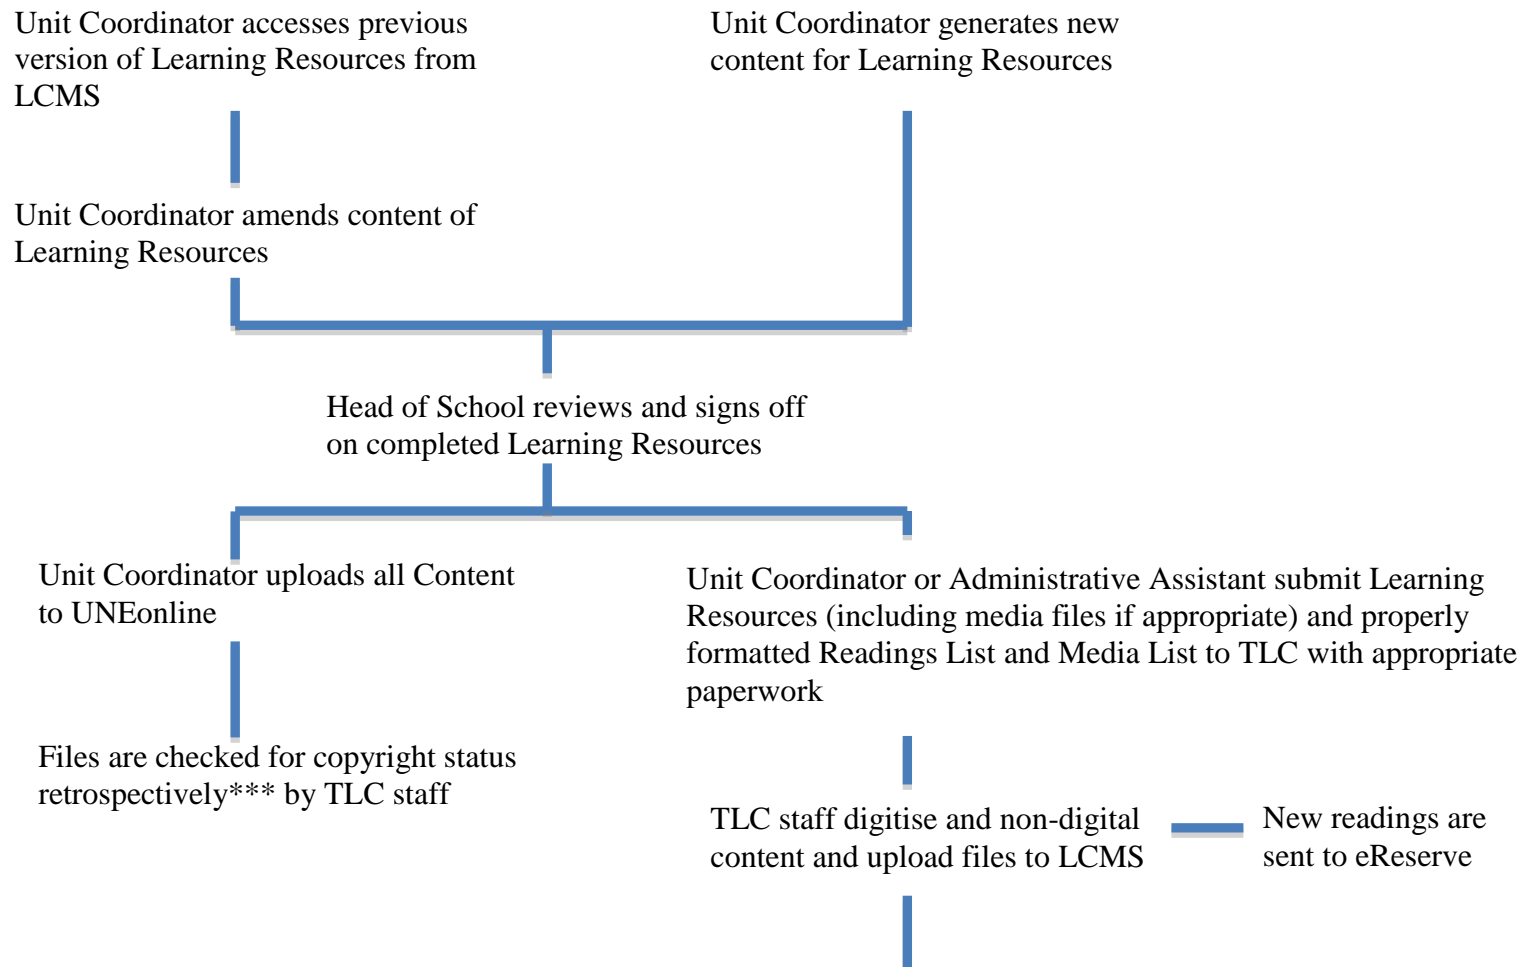 Unit Coordinator accesses previous
version of Learning Resources from
LCMS
Unit Coordinator generates new
content for Learning Resources
Unit Coordinator amends content of
Learning Resources
Head of School reviews and signs off
on completed Learning Resources
Unit Coordinator uploads all Content
to UNEonline
Unit Coordinator or Administrative Assistant submit Learning
Resources (including media files if appropriate) and properly
formatted Readings List and Media List to TLC with appropriate
paperwork
Files are checked for copyright status
retrospectively*** by TLC staff
TLC staff digitise and non-digital
content and upload files to LCMS
New readings are
sent to eReserve